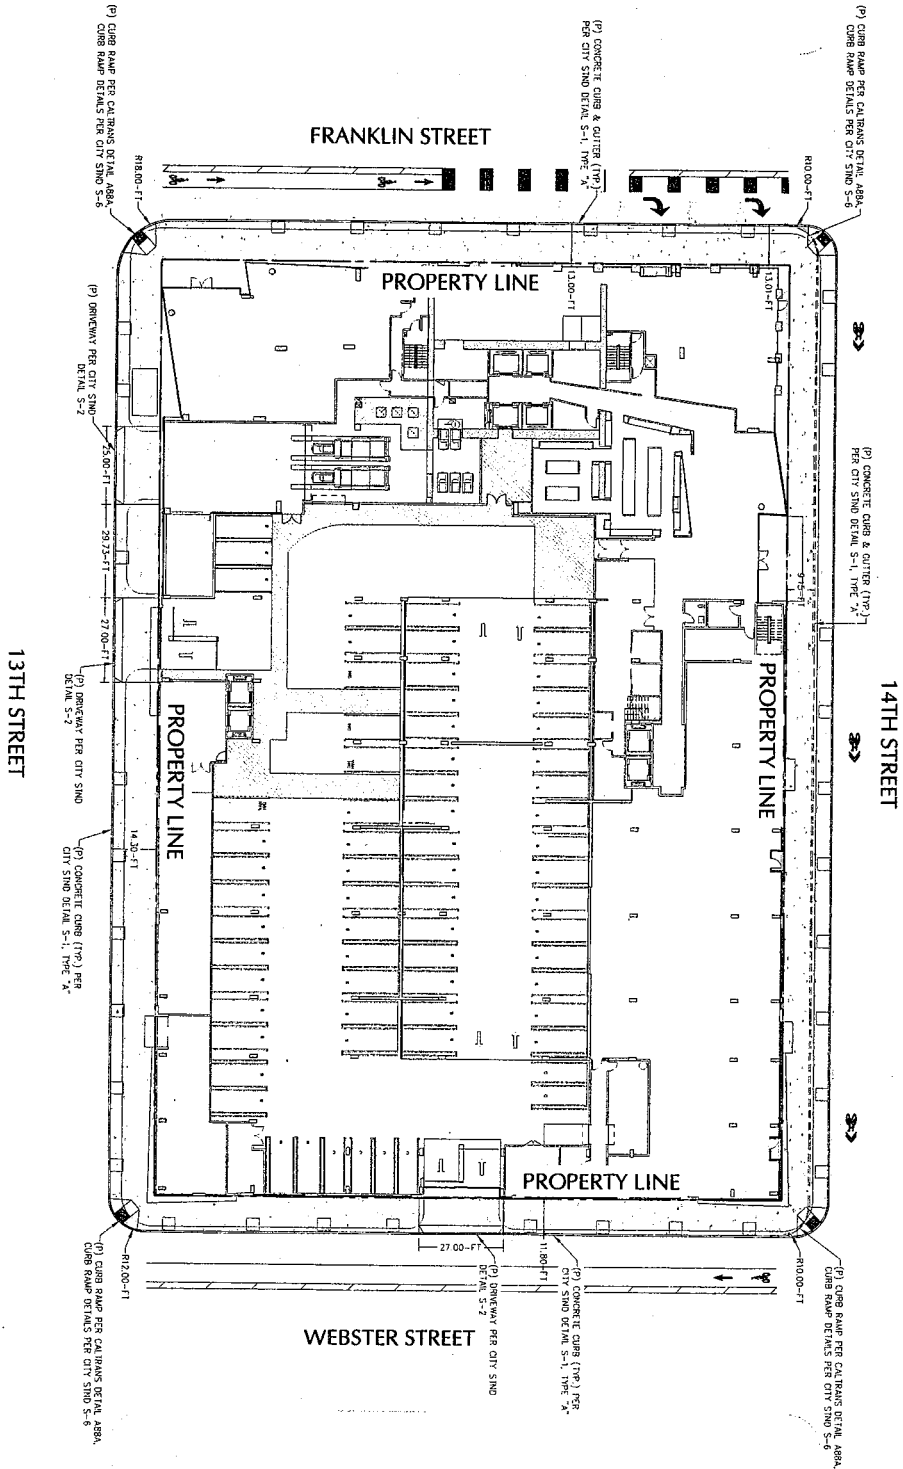 (P) CURB RAMP PER CALTRANS DETAIL A88A,
CURB RAMP DETAILS PER CITY STND S-6
(P) CONCRETE CURB & GUTTER (TYP.)
PER CITY STND DETAIL S-1, TYPE "A"
(P) CURB RAMP PER CALTRANS DETAIL A88A,
CURB RAMP DETAILS PER CITY STND S-6
FRANKLIN STREET
R18.00-FT
R10.00-FT
PROPERTY LINE
13.00-FT
13.01-FT
(P) DRIVEWAY PER CITY STND
DETAIL S-2
25.00-FT
29.73-FT
27.00-FT
(P) CONCRETE CURB & GUTTER (TYP.)
PER CITY STND DETAIL S-1, TYPE "A"
(P) DRIVEWAY PER CITY STND
DETAIL S-2
13TH STREET
PROPERTY LINE
PROPERTY LINE
14TH STREET
14.30-FT
(P) CONCRETE CURB (TYP.) PER
CITY STND DETAIL S-1, TYPE "A"
PROPERTY LINE
R12.00-FT
27.00-FT
11.80-FT
R10.00-FT
(P) CURB RAMP PER CALTRANS DETAIL A88A,
CURB RAMP DETAILS PER CITY STND S-6
(P) DRIVEWAY PER CITY STND
DETAIL S-2
(P) CONCRETE CURB (TYP.) PER
CITY STND DETAIL S-1, TYPE "A"
(P) CURB RAMP PER CALTRANS DETAIL A88A,
CURB RAMP DETAILS PER CITY STND S-6
WEBSTER STREET